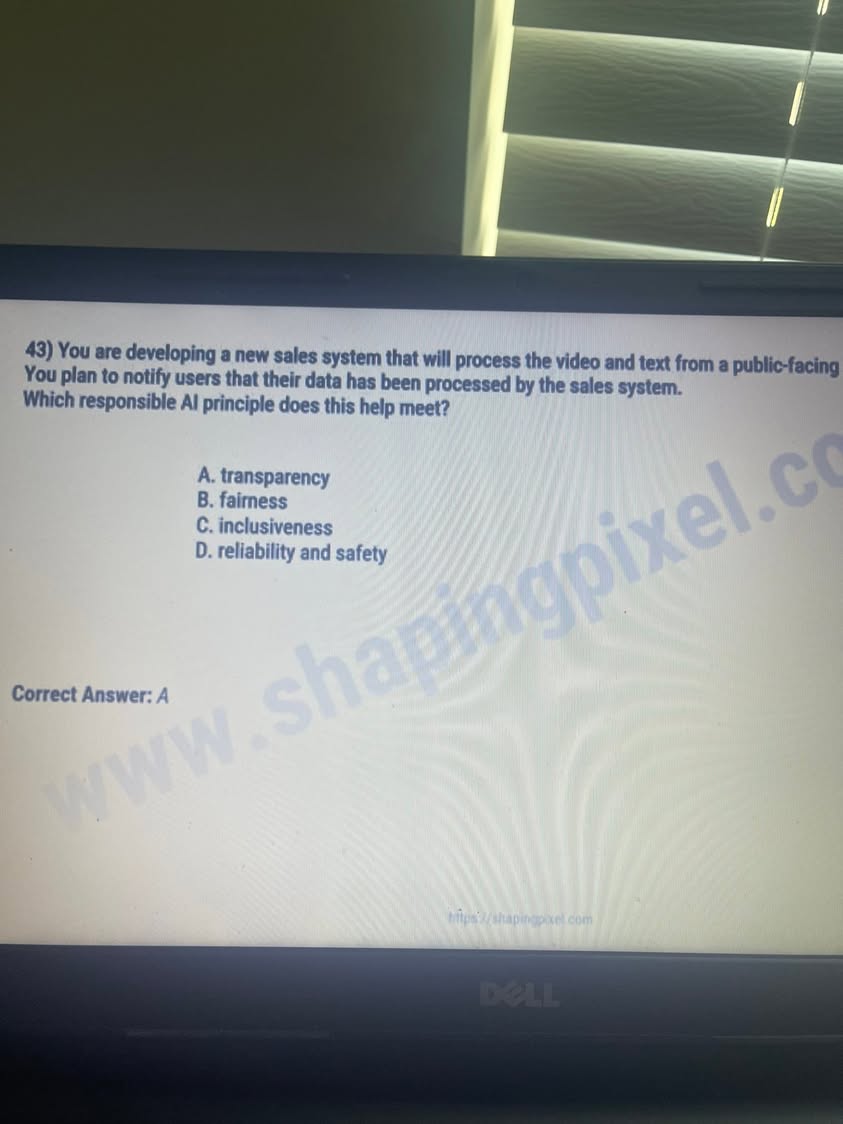 43) You are developing a new sales system that will process the video and text from a public-facing
You plan to notify users that their data has been processed by the sales system.
Which responsible AI principle does this help meet?
A. transparency
B. fairness
C. inclusiveness
D. reliability and safety
www.shapingpixel.co
Correct Answer: A
https://shapingpixel.com
DELL